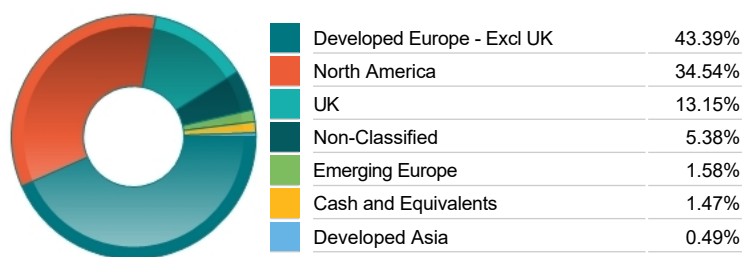 Developed Europe - Excl UK 43.39%
North America 34.54%
UK 13.15%
Non-Classified 5.38%
Emerging Europe 1.58%
Cash and Equivalents 1.47%
Developed Asia 0.49%